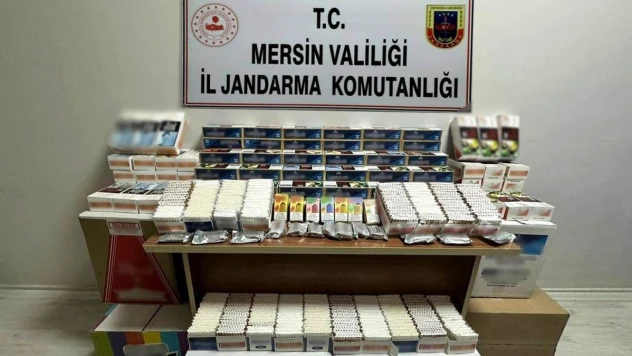 T.C.
MERSİN VALİLİĞİ
İL JANDARMA KOMUTANLIĞI